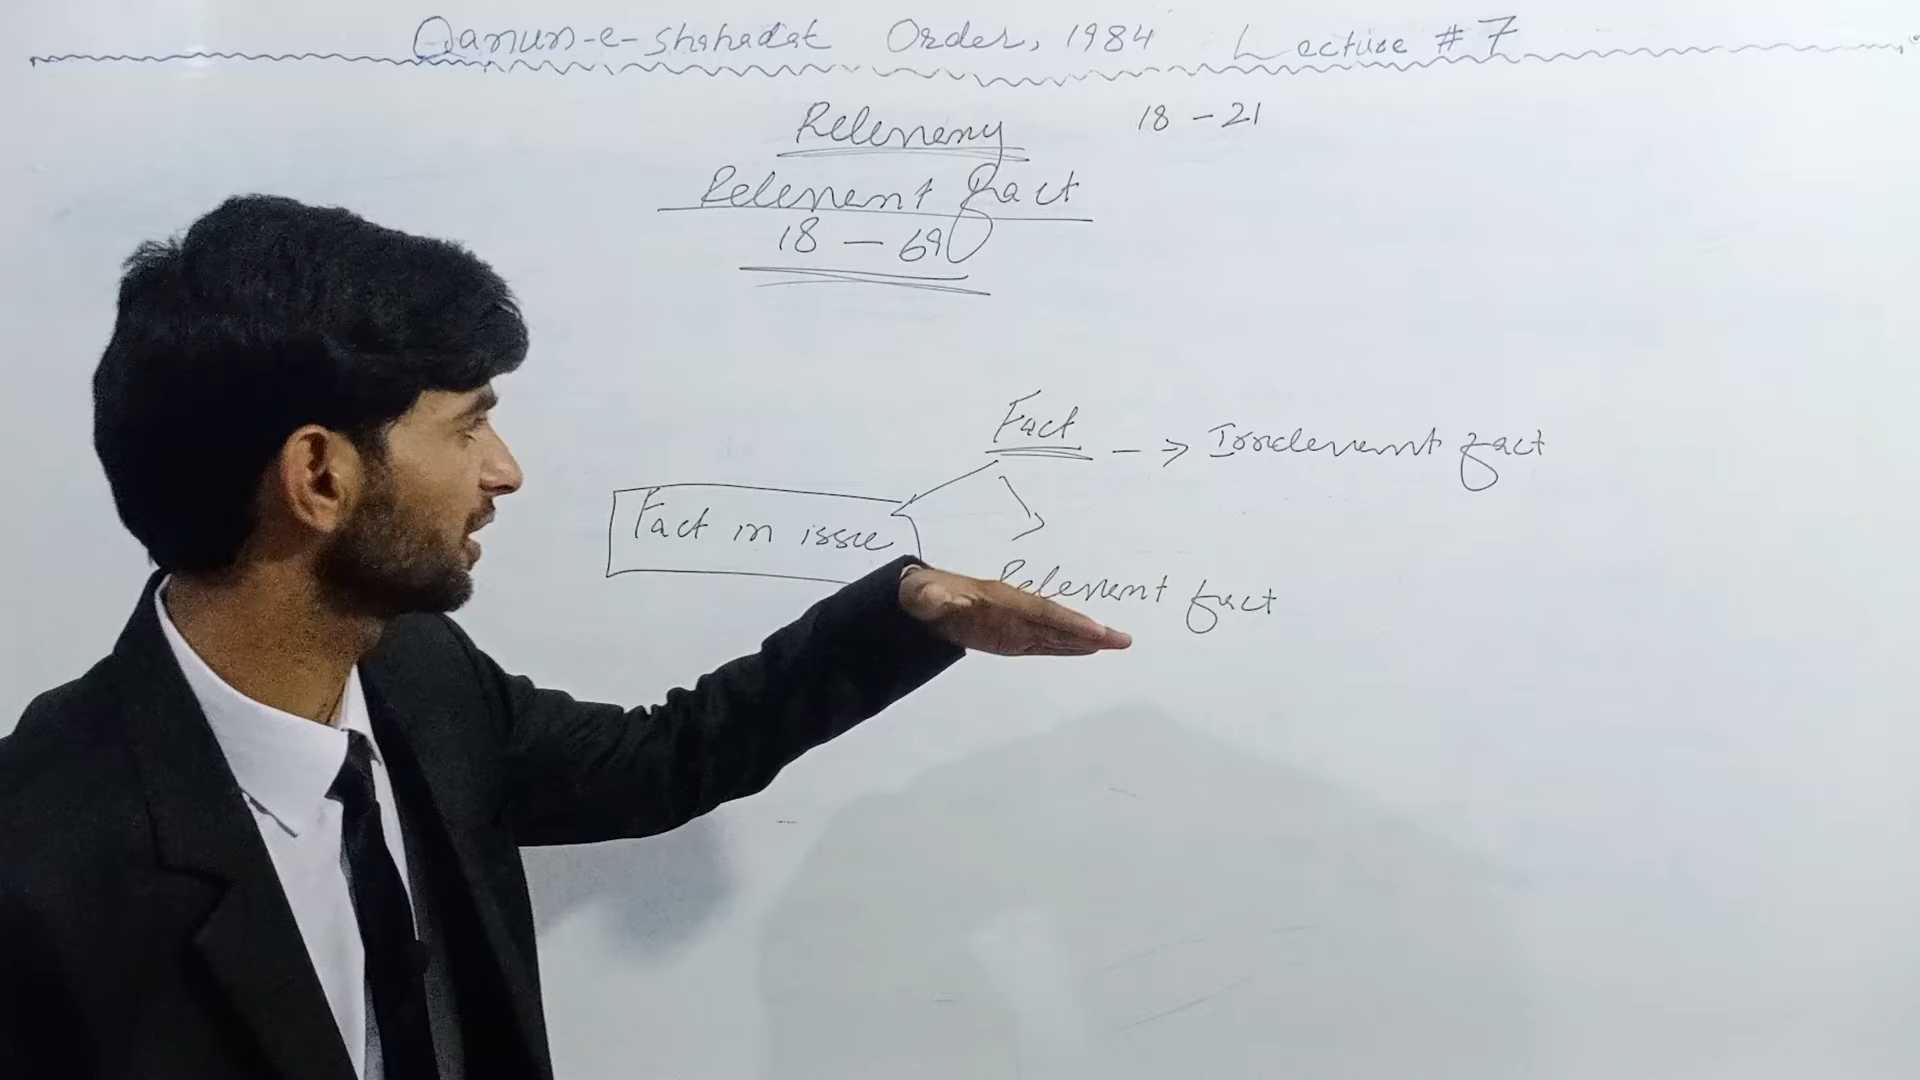 Qanun-e-Shahadat Order, 1984 Lecture # 7
Relevency 18 - 21
Relevent fact
18 - 69
Fact -> Irrelevent fact
Fact in issue
Relevent fact